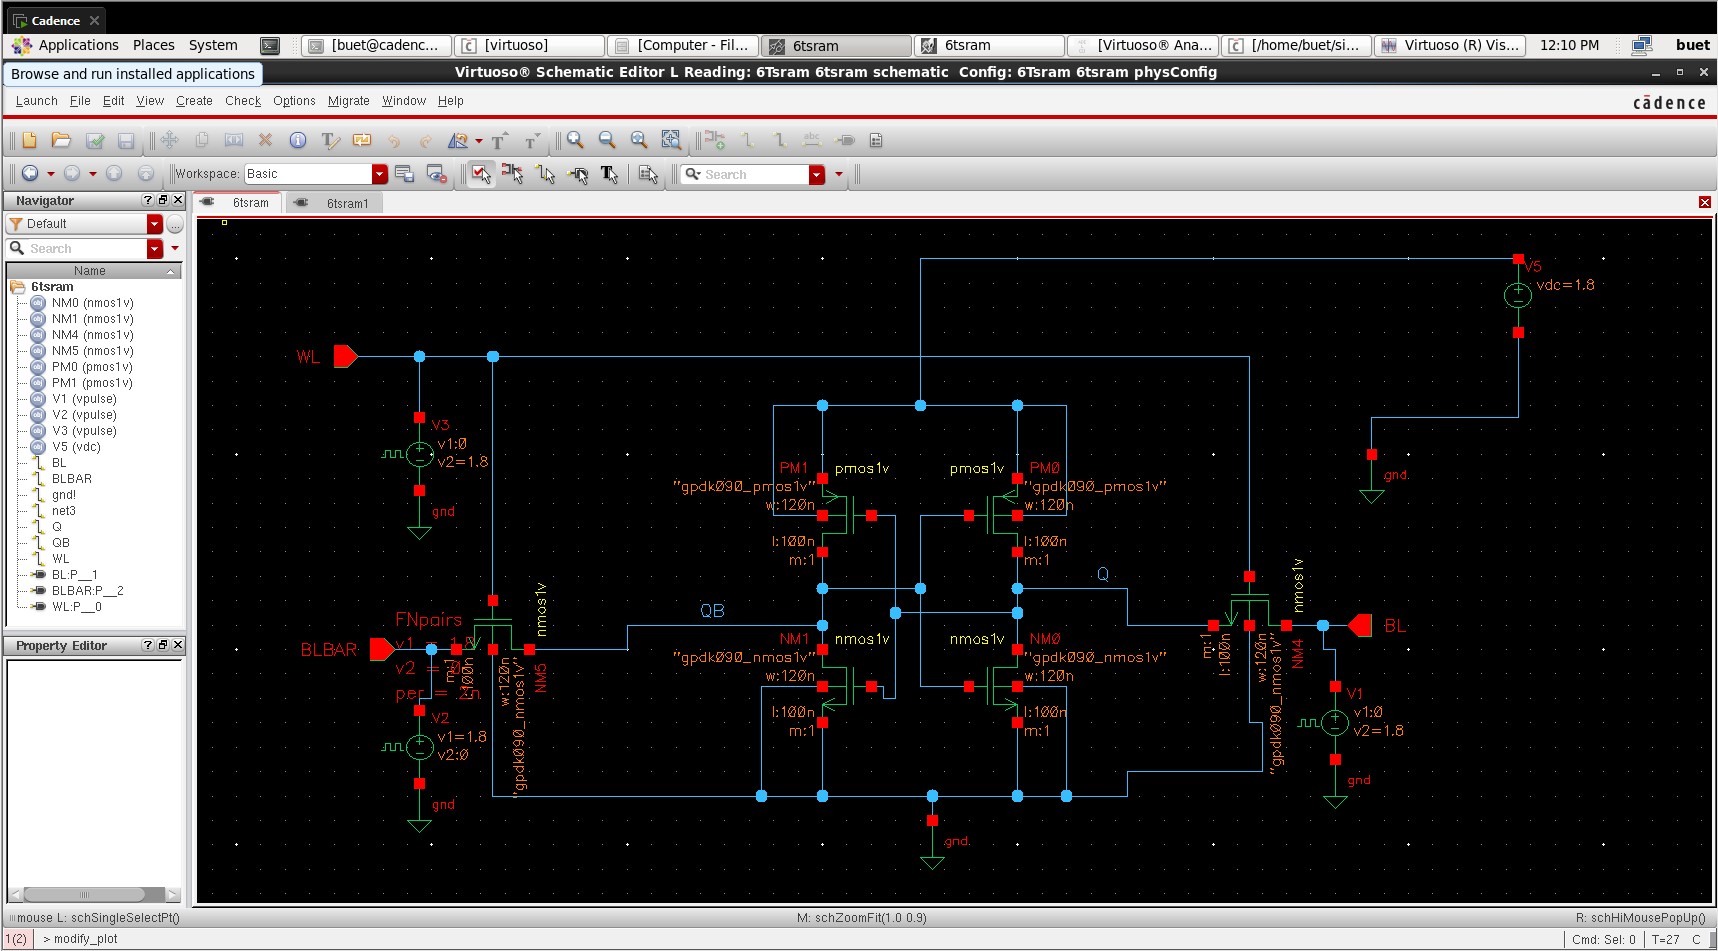 Cadence
Applications Places System [buet@cadenc... [virtuoso] [Computer - Fil... 6tsram 6tsram [Virtuoso® Ana... [/home/buet/si... Virtuoso (R) Vis... 12:10 PM buet
Browse and run installed applications
Virtuoso® Schematic Editor L Reading: 6Tsram 6tsram schematic Config: 6Tsram 6tsram physConfig
Launch File Edit View Create Check Options Migrate Window Help
cādence
Workspace: Basic
Search
Navigator
6tsram
6tsram1
Default
Search
Name
6tsram
NM0 (nmos1v)
NM1 (nmos1v)
NM4 (nmos1v)
NM5 (nmos1v)
PM0 (pmos1v)
PM1 (pmos1v)
V1 (vpulse)
V2 (vpulse)
V3 (vpulse)
V5 (vdc)
BL
BLBAR
gnd!
net3
Q
QB
WL
BL:P__1
BLBAR:P__2
WL:P__0
Property Editor
V5
vdc=1.8
gnd
WL
V3
v1:0
v2=1.8
gnd
PM1
pmos1v
"gpdk090_pmos1v"
w:120n
l:100n
m:1
pmos1v
PM0
"gpdk090_pmos1v"
w:120n
l:100n
m:1
QB
Q
NM1
nmos1v
"gpdk090_nmos1v"
w:120n
l:100n
m:1
nmos1v
NM0
"gpdk090_nmos1v"
w:120n
l:100n
m:1
BLBAR
FNpairs
v2 =
per =
m:1
l:100n
w:120n
"gpdk090_nmos1v"
nmos1v
NM5
V2
v1=1.8
v2:0
gnd
gnd
nmos1v
m:1
l:100n
w:120n
"gpdk090_nmos1v"
NM4
BL
V1
v1:0
v2=1.8
gnd
mouse L: schSingleSelectPt()
M: schZoomFit(1.0 0.9)
R: schHiMousePopUp()
1(2) > modify_plot
Cmd: Sel: 0 T=27 C